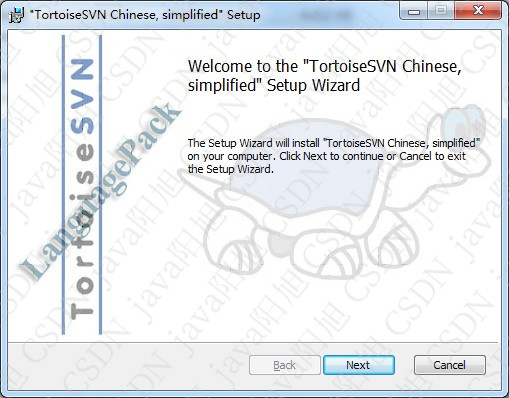 "TortoiseSVN Chinese, simplified" Setup
Welcome to the "TortoiseSVN Chinese,
simplified" Setup Wizard
The Setup Wizard will install "TortoiseSVN Chinese, simplified"
on your computer. Click Next to continue or Cancel to exit
the Setup Wizard.
TortoiseSVN
LanguagePack
Back
Next
Cancel
CSDN java阳旭